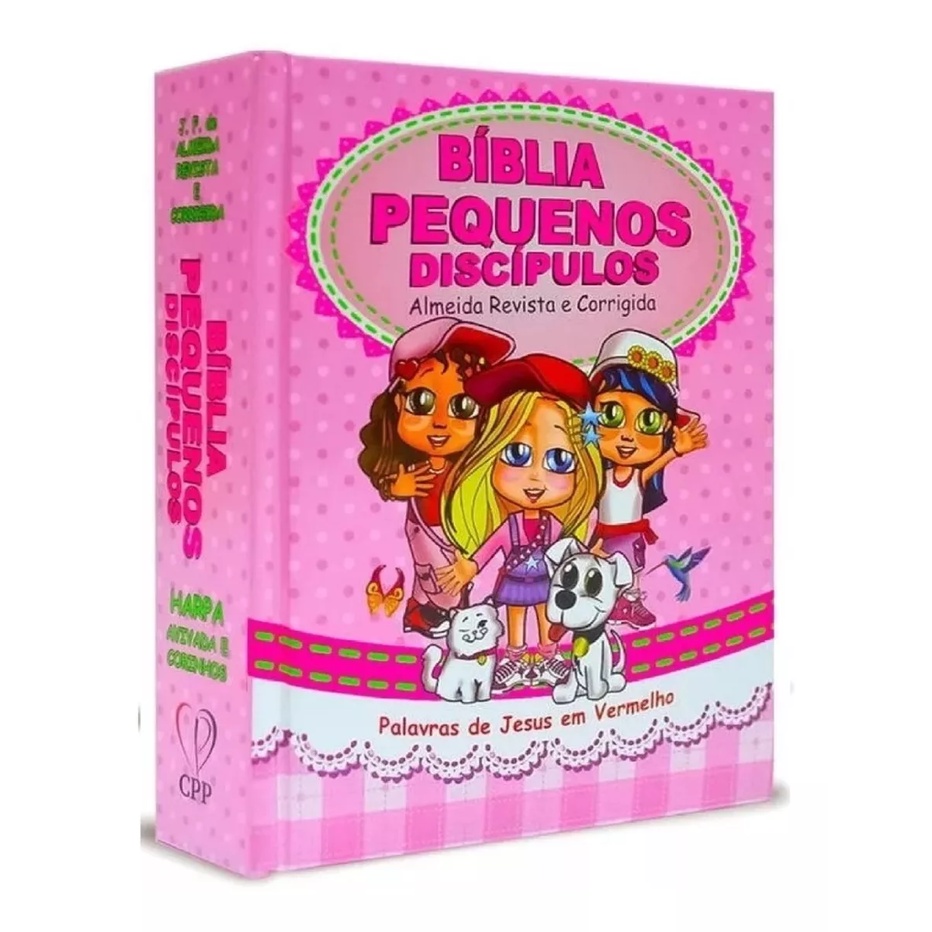 BÍBLIA
PEQUENOS
DISCÍPULOS
Almeida Revista e Corrigida
Palavras de Jesus em Vermelho
J. F. de
ALMEIDA
REVISTA
E
CORRIGIDA
BÍBLIA
PEQUENOS
DISCÍPULOS
HARPA
AVIVADA E
CORINHOS
CPP